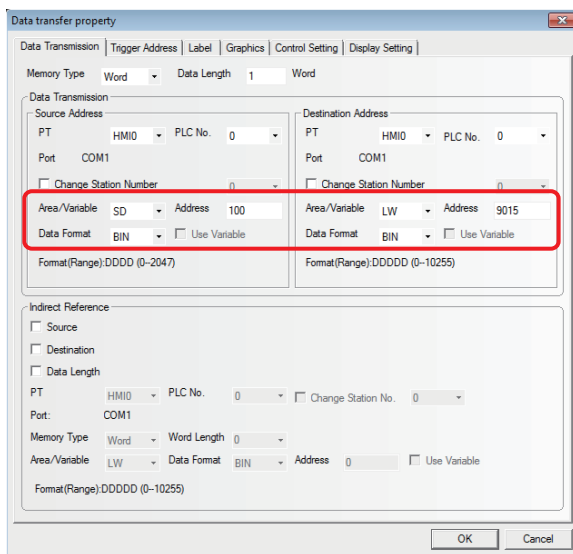 Data transfer property
Data Transmission Trigger Address Label Graphics Control Setting Display Setting
Memory Type Word Data Length 1 Word
Data Transmission
Source Address
PT HMI0 PLC No. 0
Port COM1
Change Station Number 0
Area/Variable SD Address 100
Data Format BIN Use Variable
Format(Range):DDDD (0--2047)
Destination Address
PT HMI0 PLC No. 0
Port COM1
Change Station Number 0
Area/Variable LW Address 9015
Data Format BIN Use Variable
Format(Range):DDDDD (0--10255)
Indirect Reference
Source
Destination
Data Length
PT HMI0 PLC No. 0 Change Station No. 0
Port: COM1
Memory Type Word Word Length 0
Area/Variable LW Data Format BIN Address 0 Use Variable
Format(Range):DDDDD (0--10255)
OK Cancel